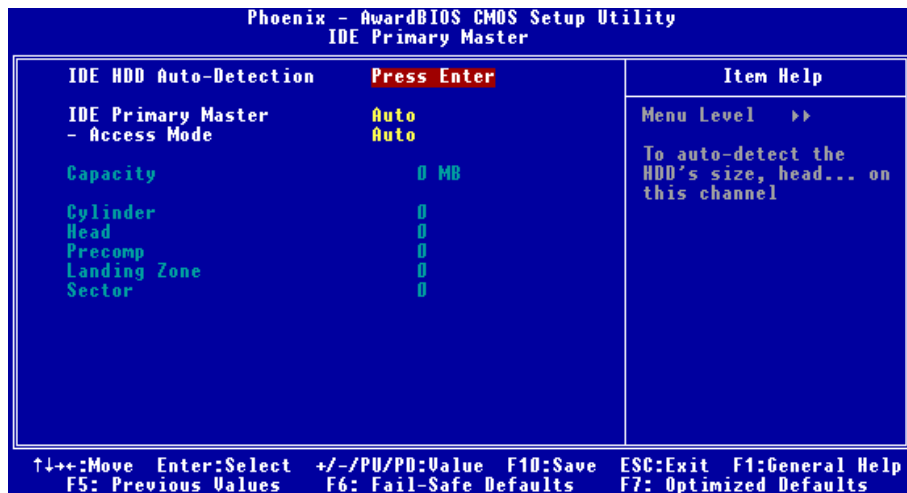 Phoenix - AwardBIOS CMOS Setup Utility
IDE Primary Master
IDE HDD Auto-Detection Press Enter
IDE Primary Master Auto
- Access Mode Auto
Capacity 0 MB
Cylinder 0
Head 0
Precomp 0
Landing Zone 0
Sector 0
Item Help
Menu Level ▸▸
To auto-detect the
HDD's size, head... on
this channel
↑↓→←:Move Enter:Select +/-/PU/PD:Value F10:Save ESC:Exit F1:General Help
F5: Previous Values F6: Fail-Safe Defaults F7: Optimized Defaults